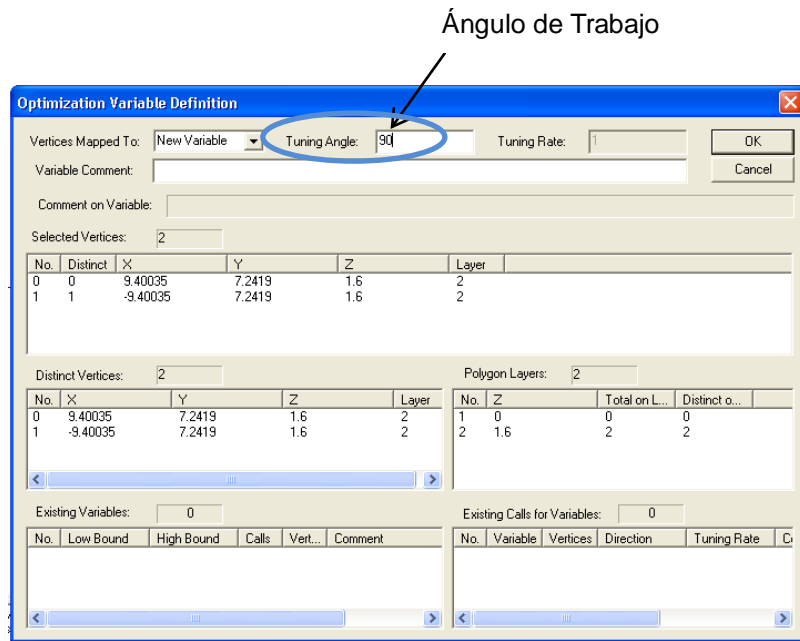 Ángulo de Trabajo
Optimization Variable Definition
Vertices Mapped To: New Variable Tuning Angle: 90 Tuning Rate: 1 OK
Variable Comment: Cancel
Comment on Variable:
Selected Vertices: 2
No. Distinct X Y Z Layer
0 0 9.40035 7.2419 1.6 2
1 1 -9.40035 7.2419 1.6 2
Distinct Vertices: 2 Polygon Layers: 2
No. X Y Z Layer No. Z Total on L... Distinct o...
0 9.40035 7.2419 1.6 2 1 0 0 0
1 -9.40035 7.2419 1.6 2 2 1.6 2 2
Existing Variables: 0 Existing Calls for Variables: 0
No. Low Bound High Bound Calls Vert... Comment No. Variable Vertices Direction Tuning Rate